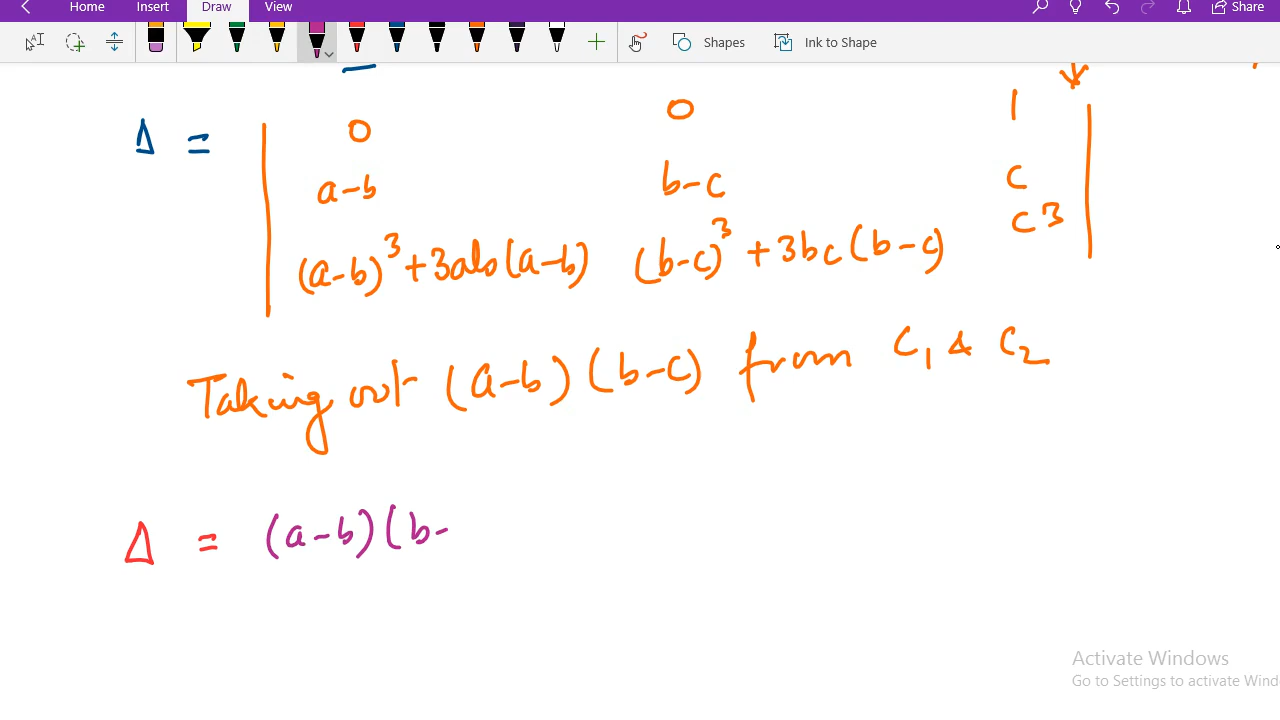 Home Insert Draw View Share
Shapes Ink to Shape
Δ = | 0 0 1 |
a-b b-c c
(a-b)³+3ab(a-b) (b-c)³+3bc(b-c) c³
Taking out (a-b)(b-c) from C₁ & C₂
Δ = (a-b)(b-
Activate Windows
Go to Settings to activate Wind